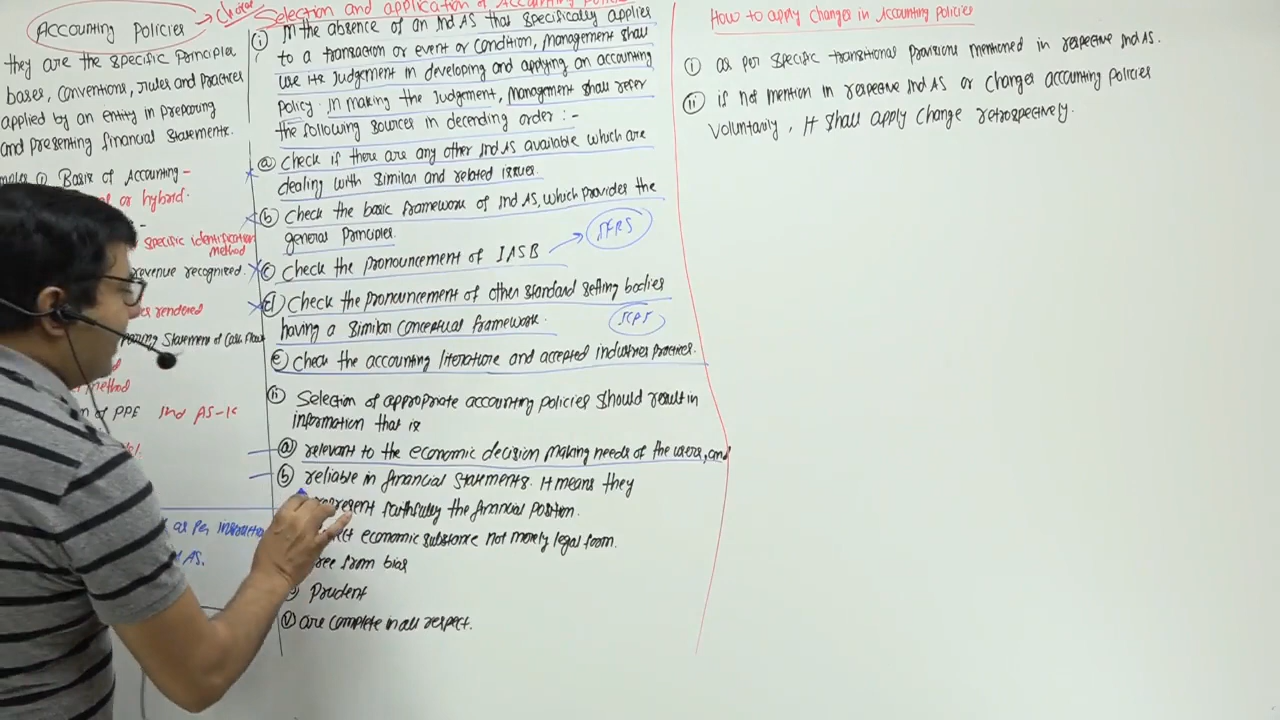 Accounting Policies
they are the specific Principles
bases, conventions, rules and Practices
applied by an entity in Preparing
and presenting financial Statements.
① Basis of Accounting -
or hybrid.
specific identification
method
revenue recognized.
rendered
Statement of Cash Flow
method
of PPE Ind AS-16
as per
AS.
Selection and application of Accounting
① In the absence of an Ind AS that specifically applies
to a transaction or event or condition, management shall
use its Judgement in developing and applying an accounting
Policy. In making the Judgement, management shall refer
the following sources in decending order :-
ⓐ Check if there are any other Ind AS available which are
dealing with similar and related issues.
ⓑ Check the basic framework of Ind AS, which provides the
general Principles.
ⓒ Check the pronouncement of IASB
IFRS
ⓓ Check the pronouncement of other standard setting bodies
having a similar conceptual framework.
ⓔ Check the accounting literature and accepted industries practices.
ⅱ Selection of appropriate accounting policies should result in
information that is
ⓐ relevant to the economic decision making needs of the users, and
ⓑ reliable in financial statements. It means they
represent faithfully the financial position.
economic substance not merely legal form.
free from bias
Prudent
ⓥ are complete in all respect.
How to apply changes in Accounting Policies
① as per specific transitional provisions mentioned in respective Ind AS.
ⅱ is not mention in respective Ind AS or changes accounting policies
voluntarily, it shall apply change retrospectively.